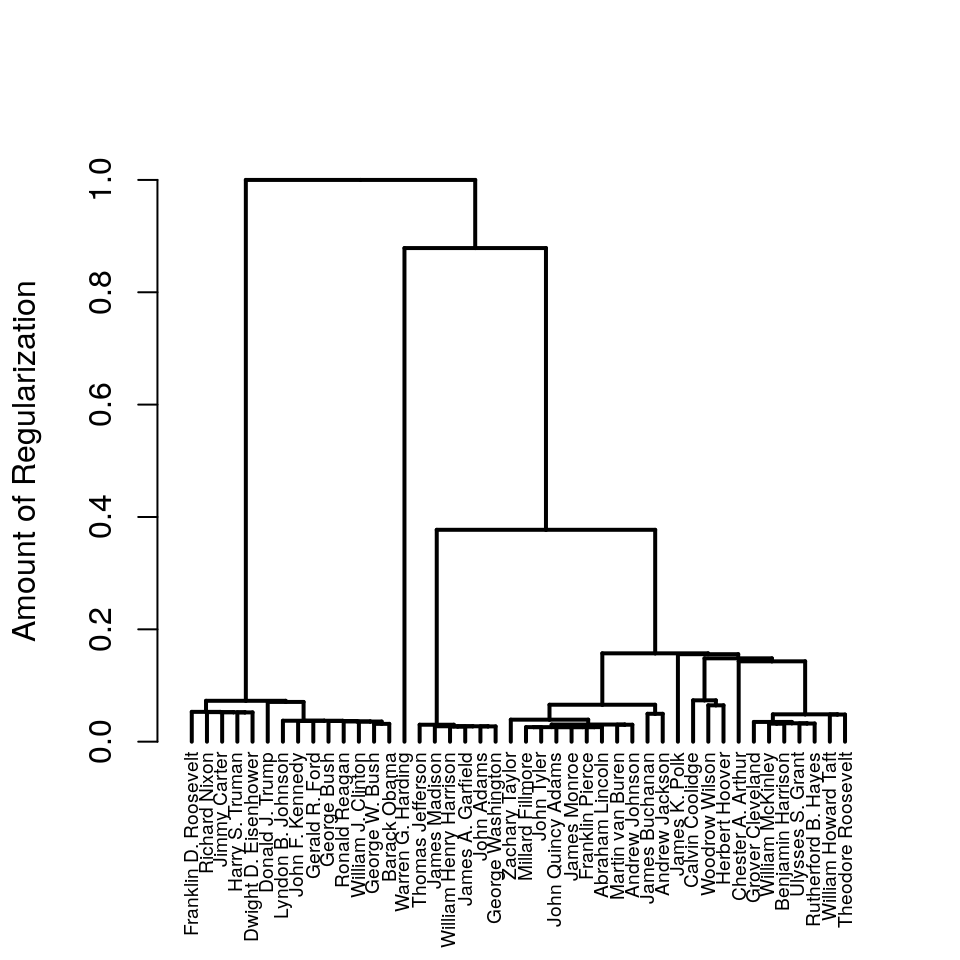 Amount of Regularization
1.0
0.8
0.6
0.4
0.2
0.0
Franklin D. Roosevelt
Richard Nixon
Jimmy Carter
Harry S. Truman
Dwight D. Eisenhower
Donald J. Trump
Lyndon B. Johnson
John F. Kennedy
Gerald R. Ford
George Bush
Ronald Reagan
William J. Clinton
George W. Bush
Barack Obama
Warren G. Harding
Thomas Jefferson
James Madison
William Henry Harrison
James A. Garfield
John Adams
George Washington
Zachary Taylor
Millard Fillmore
John Tyler
John Quincy Adams
James Monroe
Franklin Pierce
Abraham Lincoln
Martin van Buren
Andrew Johnson
James Buchanan
Andrew Jackson
James K. Polk
Calvin Coolidge
Woodrow Wilson
Herbert Hoover
Chester A. Arthur
Grover Cleveland
William McKinley
Benjamin Harrison
Ulysses S. Grant
Rutherford B. Hayes
William Howard Taft
Theodore Roosevelt